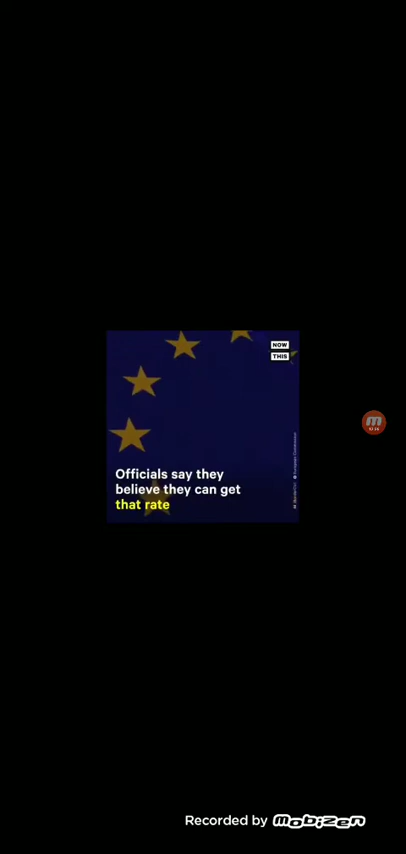 NOW
THIS
Officials say they
believe they can get
that rate
Recorded by mobizen